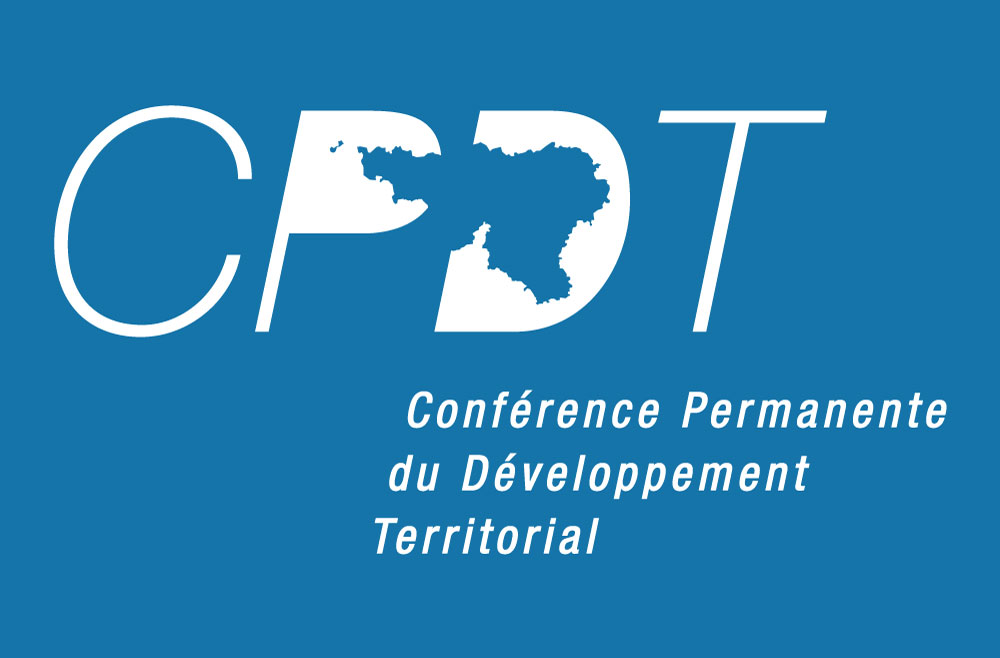 CPDT
Conférence Permanente
du Développement
Territorial